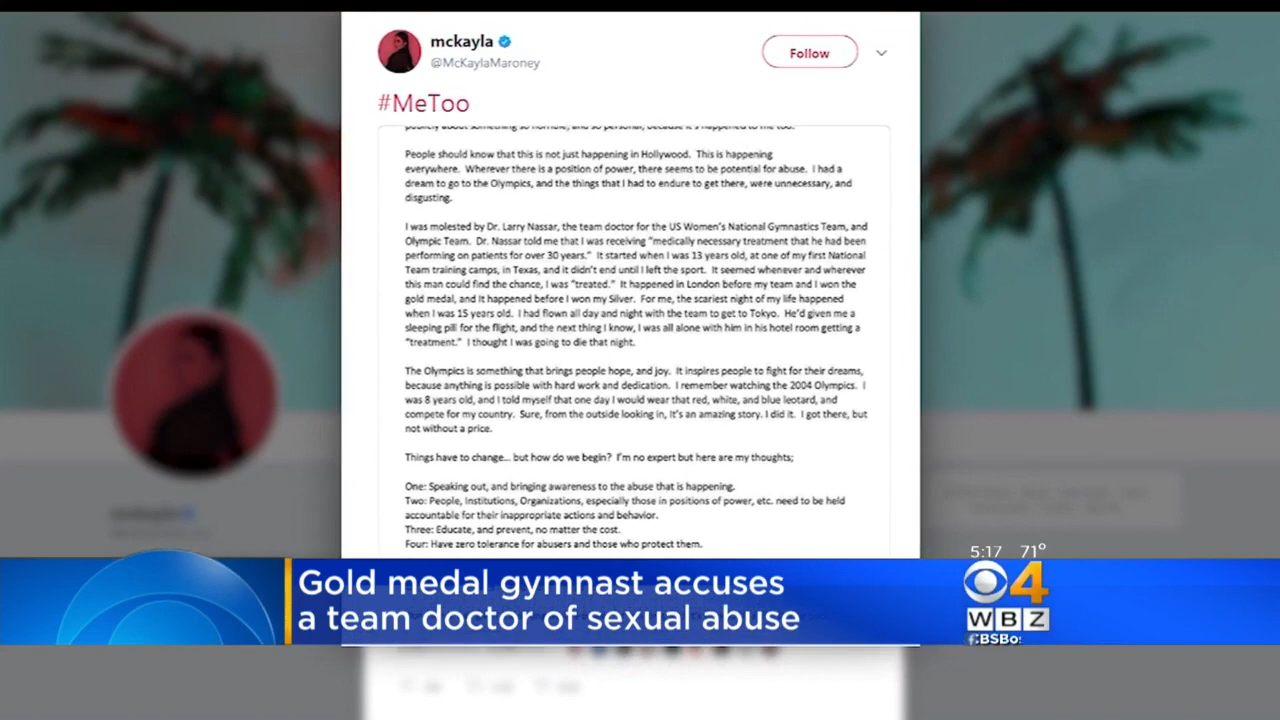 mckayla
@McKaylaMaroney
Follow
#MeToo
publicly about something so horrible, and so personal, because it's happened to me too.
People should know that this is not just happening in Hollywood.  This is happening
everywhere.  Wherever there is a position of power, there seems to be potential for abuse.  I had a
dream to go to the Olympics, and the things that I had to endure to get there, were unnecessary, and
disgusting.
I was molested by Dr. Larry Nassar, the team doctor for the US Women's National Gymnastics Team, and
Olympic Team.  Dr. Nassar told me that I was receiving "medically necessary treatment that he had been
performing on patients for over 30 years."  It started when I was 13 years old, at one of my first National
Team training camps, in Texas, and it didn't end until I left the sport.  It seemed whenever and wherever
this man could find the chance, I was "treated."  It happened in London before my team and I won the
gold medal, and it happened before I won my Silver.  For me, the scariest night of my life happened
when I was 15 years old.  I had flown all day and night with the team to get to Tokyo.  He'd given me a
sleeping pill for the flight, and the next thing I know, I was all alone with him in his hotel room getting a
"treatment."  I thought I was going to die that night.
The Olympics is something that brings people hope, and joy.  It inspires people to fight for their dreams,
because anything is possible with hard work and dedication.  I remember watching the 2004 Olympics.  I
was 8 years old, and I told myself that one day I would wear that red, white, and blue leotard, and
compete for my country.  Sure, from the outside looking in, it's an amazing story. I did it.  I got there, but
not without a price.
Things have to change... but how do we begin?  I'm no expert but here are my thoughts;
One: Speaking out, and bringing awareness to the abuse that is happening.
Two: People, Institutions, Organizations, especially those in positions of power, etc. need to be held
accountable for their inappropriate actions and behavior.
Three: Educate, and prevent, no matter the cost.
Four: Have zero tolerance for abusers and those who protect them.
5:17 71°
Gold medal gymnast accuses
a team doctor of sexual abuse
4
WBZ
CBSBos